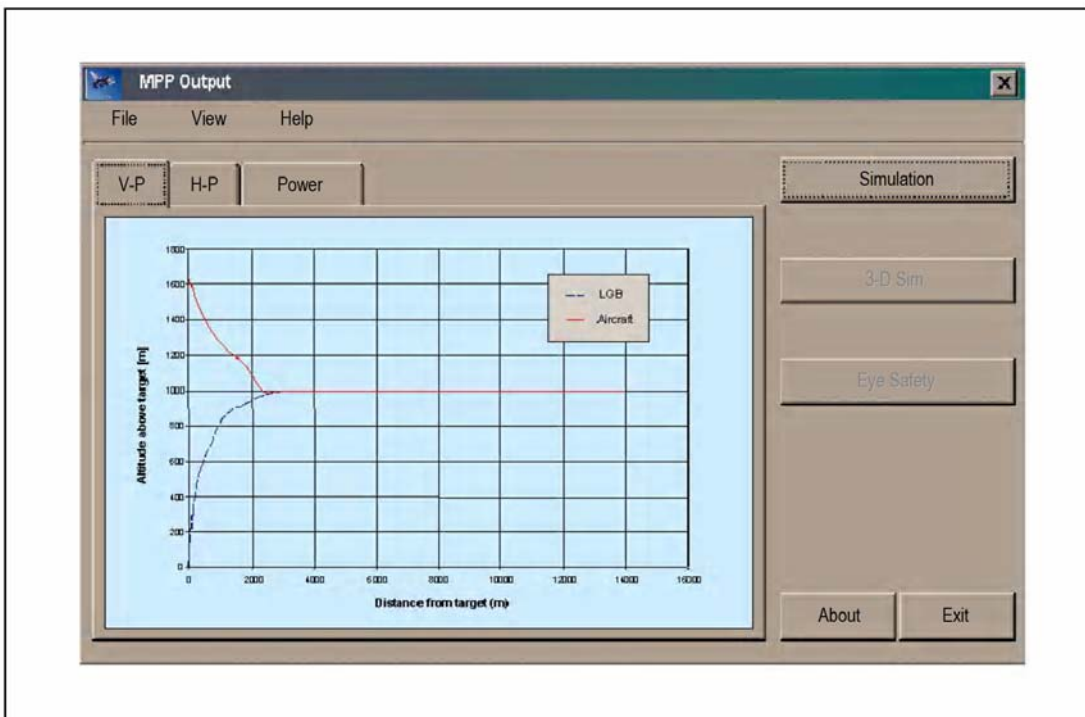 MPP Output
File View Help
V-P H-P Power
Simulation
3-D Sim.
Eye Safety
About Exit
1800
1600
1400
1200
1000
800
600
400
200
0
0 2000 4000 6000 8000 10000 12000 14000 16000
Altitude above target [m]
Distance from target (m)
LGB
Aircraft